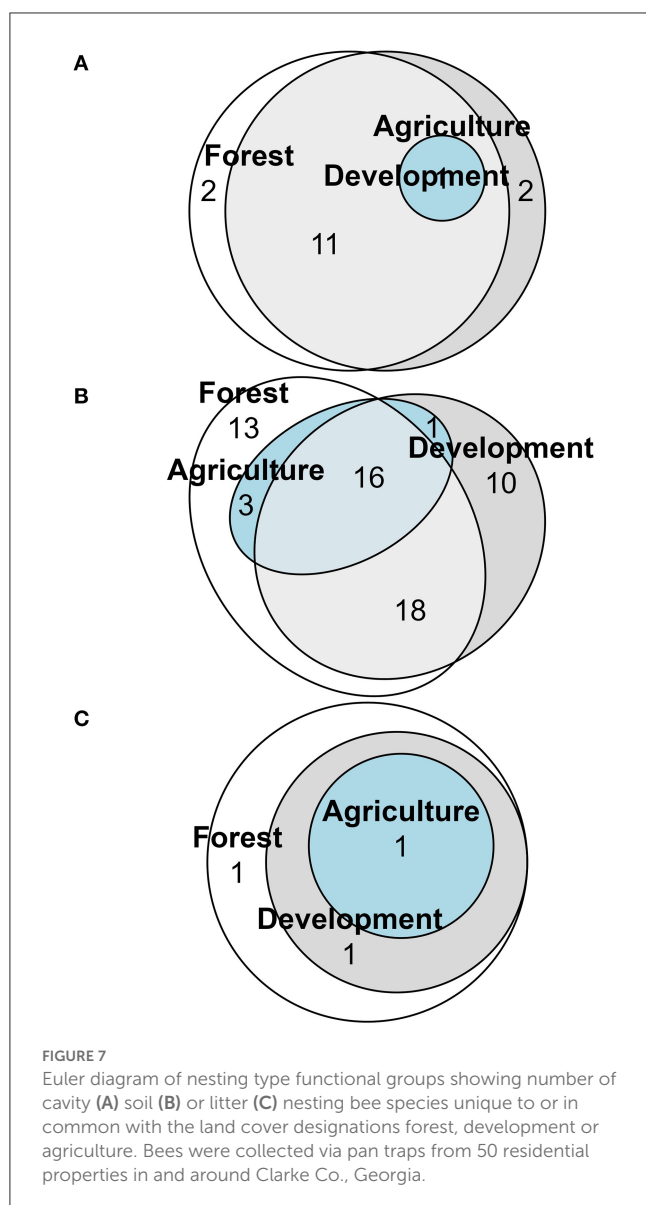 A
Agriculture
Forest
Development
2
1
2
11
B
Forest
13
1
Development
Agriculture
16
10
3
18
C
Agriculture
Forest
1
1
Development
1
FIGURE 7
Euler diagram of nesting type functional groups showing number of
cavity (A) soil (B) or litter (C) nesting bee species unique to or in
common with the land cover designations forest, development or
agriculture. Bees were collected via pan traps from 50 residential
properties in and around Clarke Co., Georgia.